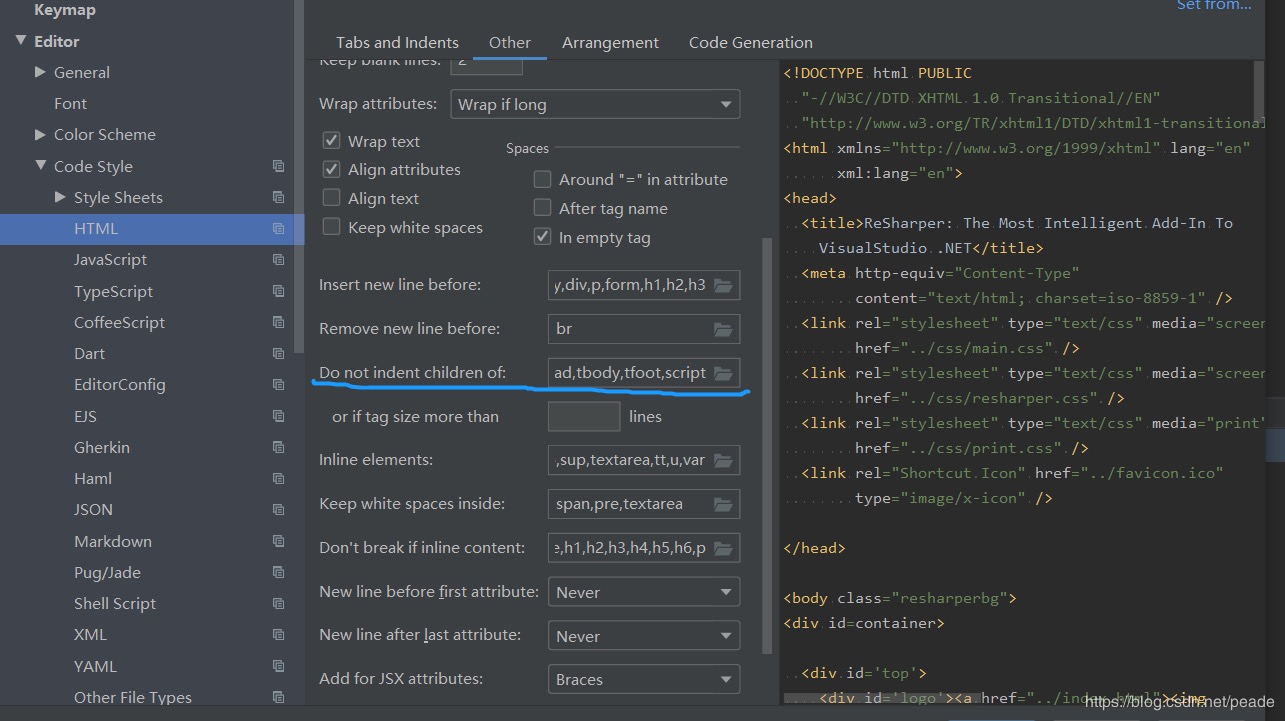 Keymap
Editor
General
Font
Color Scheme
Code Style
Style Sheets
HTML
JavaScript
TypeScript
CoffeeScript
Dart
EditorConfig
EJS
Gherkin
Haml
JSON
Markdown
Pug/Jade
Shell Script
XML
YAML
Other File Types
Set from...
Tabs and Indents Other Arrangement Code Generation
Keep blank lines: 2
Wrap attributes: Wrap if long
Wrap text
Align attributes
Align text
Keep white spaces
Spaces
Around "=" in attribute
After tag name
In empty tag
Insert new line before: y,div,p,form,h1,h2,h3
Remove new line before: br
Do not indent children of: ad,tbody,tfoot,script
or if tag size more than lines
Inline elements: ,sup,textarea,tt,u,var
Keep white spaces inside: span,pre,textarea
Don't break if inline content: e,h1,h2,h3,h4,h5,h6,p
New line before first attribute: Never
New line after last attribute: Never
Add for JSX attributes: Braces
<!DOCTYPE html PUBLIC
"-//W3C//DTD XHTML 1.0 Transitional//EN"
"http://www.w3.org/TR/xhtml1/DTD/xhtml1-transitional
<html xmlns="http://www.w3.org/1999/xhtml" lang="en"
xml:lang="en">
<head>
<title>ReSharper: The Most Intelligent Add-In To
VisualStudio .NET</title>
<meta http-equiv="Content-Type"
content="text/html; charset=iso-8859-1" />
<link rel="stylesheet" type="text/css" media="screen
href="../css/main.css" />
<link rel="stylesheet" type="text/css" media="screen
href="../css/resharper.css" />
<link rel="stylesheet" type="text/css" media="print"
href="../css/print.css" />
<link rel="Shortcut Icon" href="../favicon.ico"
type="image/x-icon" />
</head>
<body class="resharperbg">
<div id=container>
<div id='top'>
<div id='logo'><a href="../index.html"><img
https://blog.csdn.net/peade